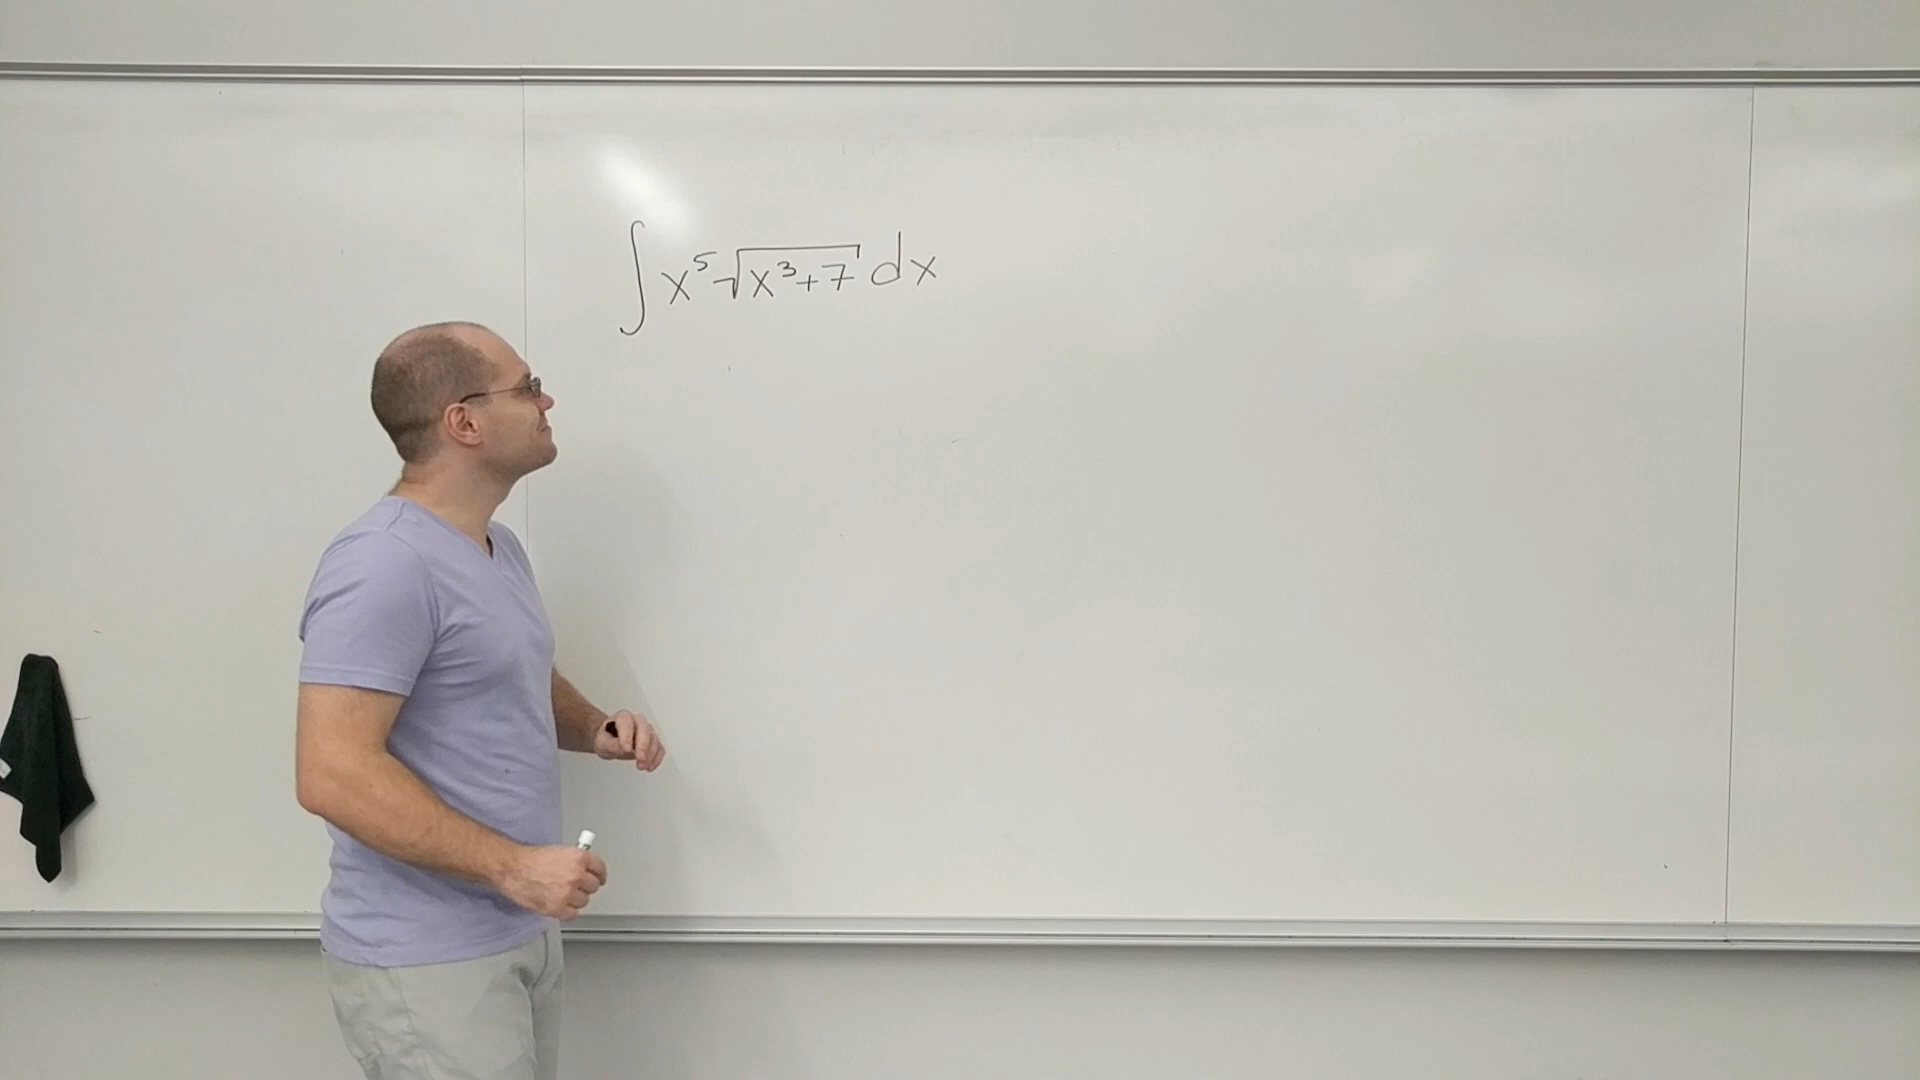 ∫ x⁵ √(x³+7) dx